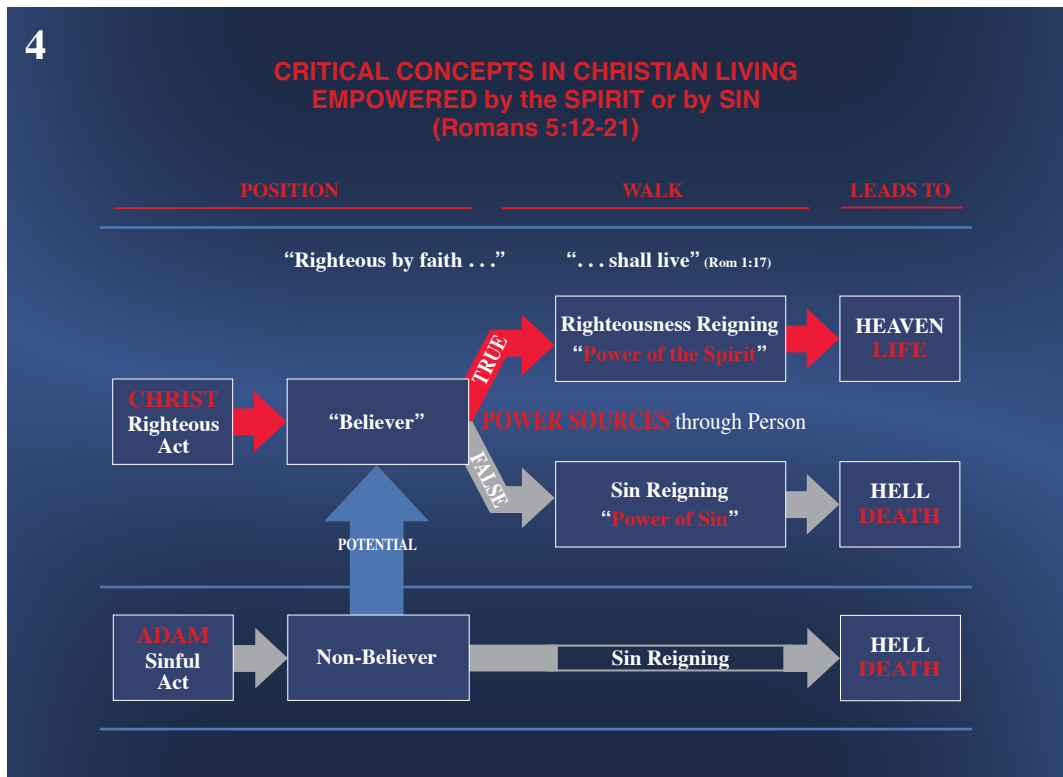 4
CRITICAL CONCEPTS IN CHRISTIAN LIVING
EMPOWERED by the SPIRIT or by SIN
(Romans 5:12-21)
POSITION
WALK
LEADS TO
“Righteous by faith . . .”
“. . . shall live” (Rom 1:17)
CHRIST
Righteous
Act
“Believer”
TRUE
Righteousness Reigning
“Power of the Spirit”
HEAVEN
LIFE
POWER SOURCES through Person
FALSE
Sin Reigning
“Power of Sin”
HELL
DEATH
POTENTIAL
ADAM
Sinful
Act
Non-Believer
Sin Reigning
HELL
DEATH